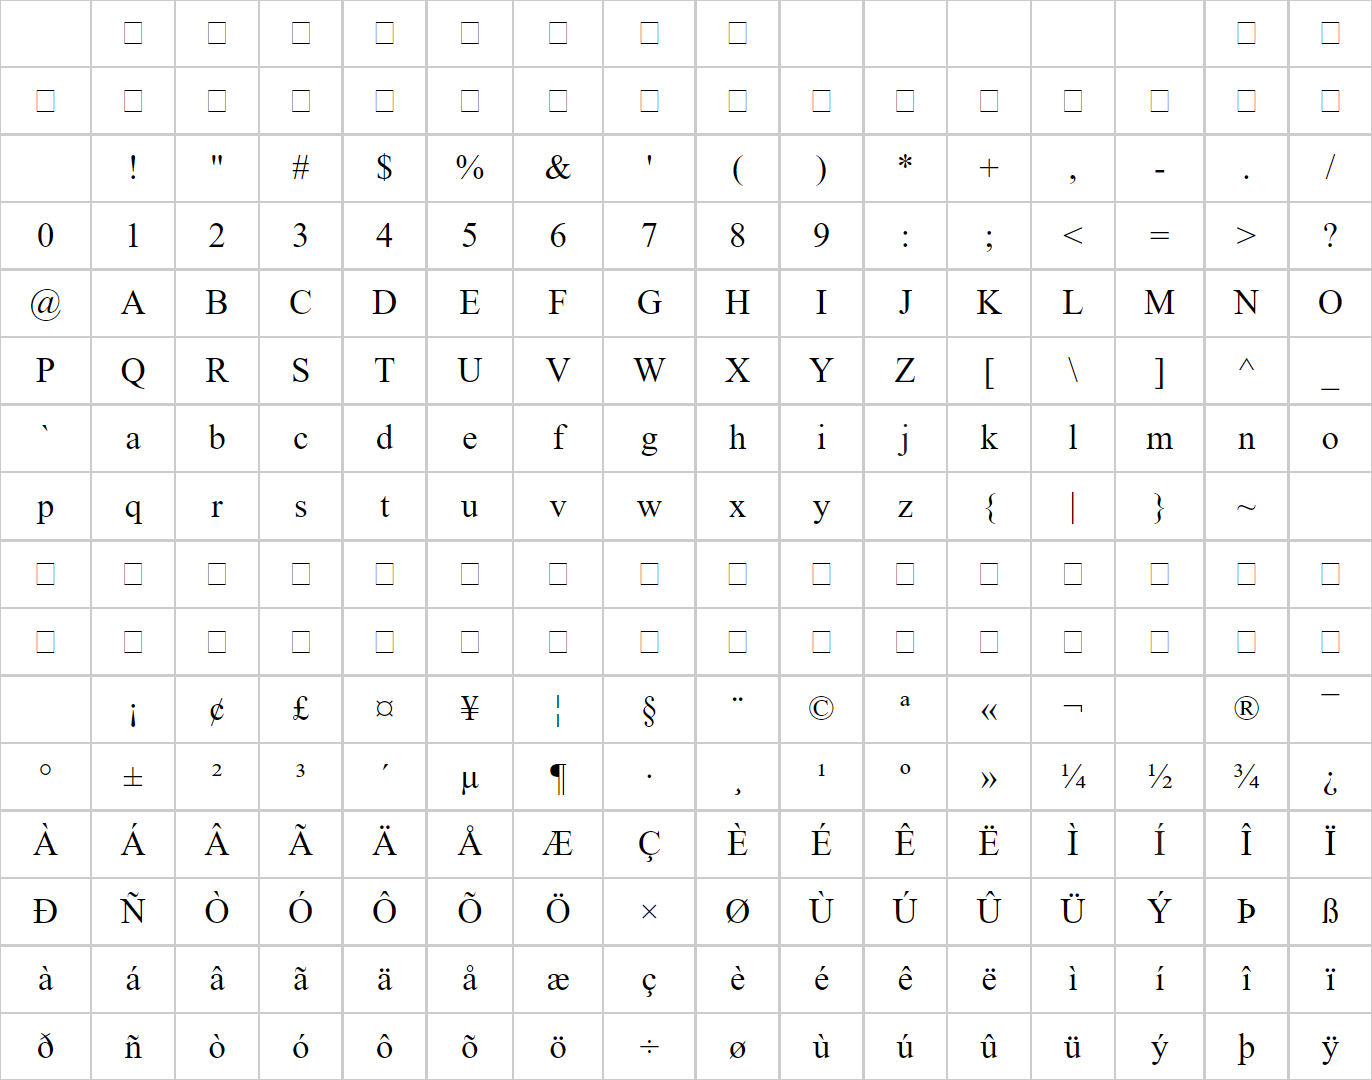 ! " # $ % & ' ( ) * + , - . /
0 1 2 3 4 5 6 7 8 9 : ; < = > ?
@ A B C D E F G H I J K L M N O
P Q R S T U V W X Y Z [ \ ] ^ _
` a b c d e f g h i j k l m n o
p q r s t u v w x y z { | } ~
¡ ¢ £ ¤ ¥ ¦ § ¨ © ª « ¬ ® ¯
° ± ² ³ ´ µ ¶ · ¸ ¹ º » ¼ ½ ¾ ¿
À Á Â Ã Ä Å Æ Ç È É Ê Ë Ì Í Î Ï
Ð Ñ Ò Ó Ô Õ Ö × Ø Ù Ú Û Ü Ý Þ ß
à á â ã ä å æ ç è é ê ë ì í î ï
ð ñ ò ó ô õ ö ÷ ø ù ú û ü ý þ ÿ